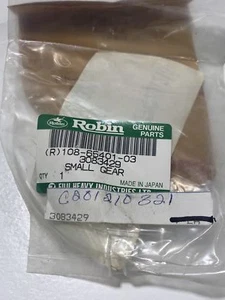 Robin
GENUINE
PARTS
(R)108-66401-03
3083429
SMALL GEAR
QTY 1
MADE IN JAPAN
FUJI HEAVY INDUSTRIES LTD.
C201210821
3083429